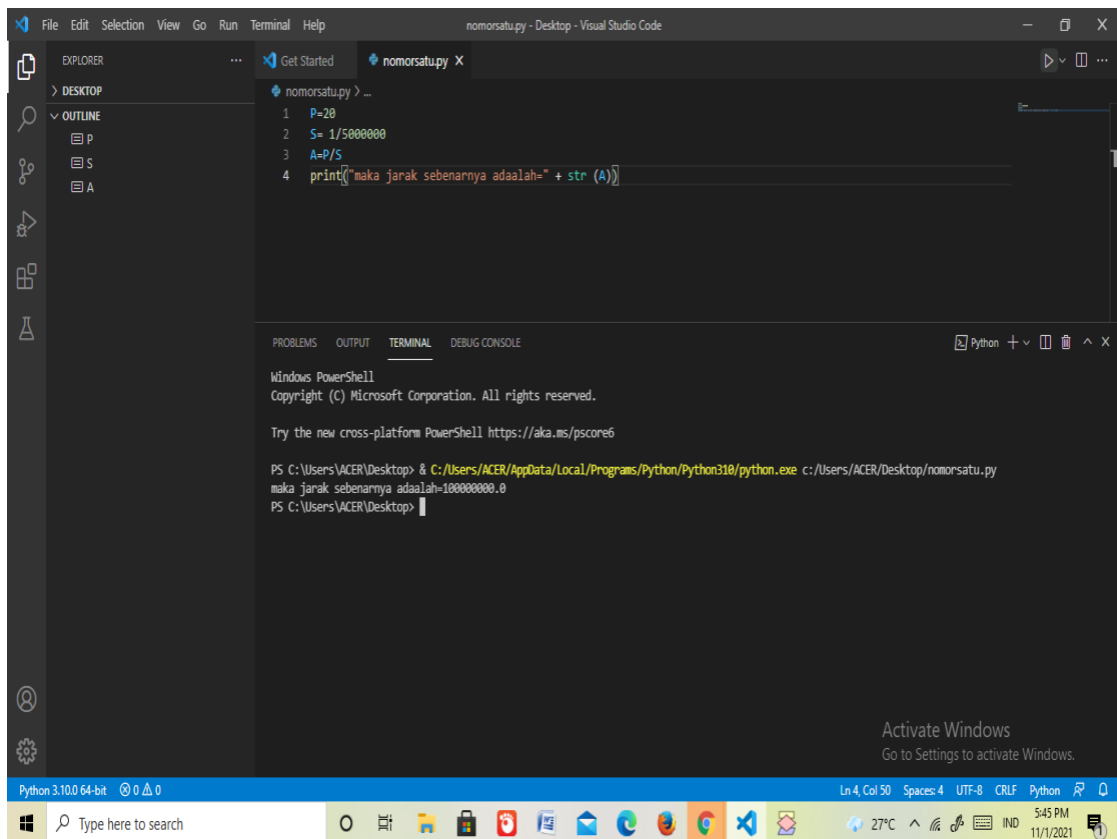 File Edit Selection View Go Run Terminal Help nomorsatu.py - Desktop - Visual Studio Code
EXPLORER
Get Started nomorsatu.py
DESKTOP
OUTLINE
P
S
A
nomorsatu.py > ...
1 P=20
2 S= 1/5000000
3 A=P/S
4 print("maka jarak sebenarnya adaalah=" + str (A))
PROBLEMS OUTPUT TERMINAL DEBUG CONSOLE Python
Windows PowerShell
Copyright (C) Microsoft Corporation. All rights reserved.
Try the new cross-platform PowerShell https://aka.ms/pscore6
PS C:\Users\ACER\Desktop> & C:/Users/ACER/AppData/Local/Programs/Python/Python310/python.exe c:/Users/ACER/Desktop/nomorsatu.py
maka jarak sebenarnya adaalah=100000000.0
PS C:\Users\ACER\Desktop>
Activate Windows
Go to Settings to activate Windows.
Python 3.10.0 64-bit 0 0 Ln 4, Col 50 Spaces: 4 UTF-8 CRLF Python
Type here to search 27°C IND 5:45 PM
11/1/2021